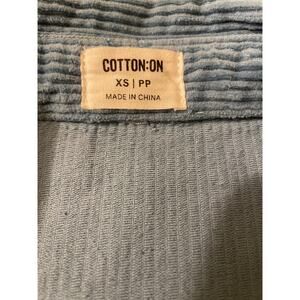 COTTON:ON
XS | PP
MADE IN CHINA